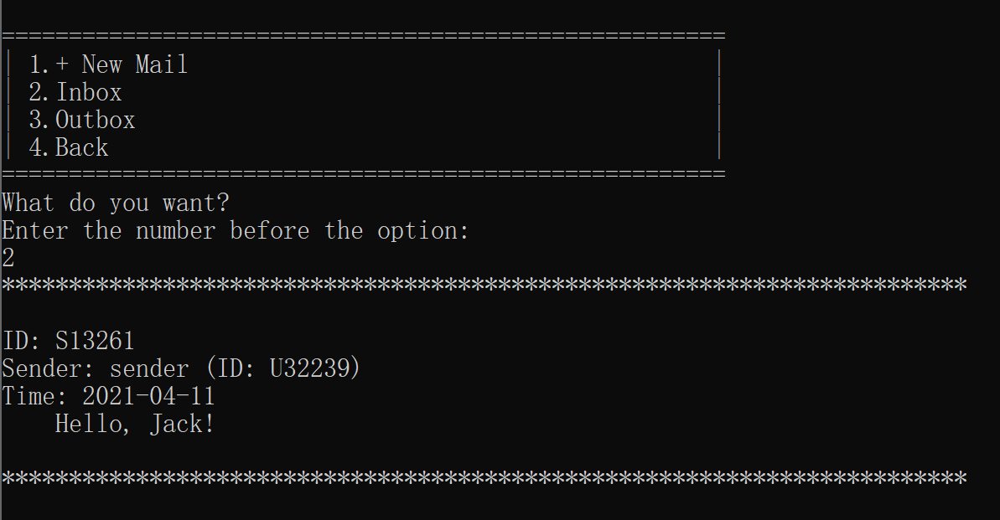 ======================================================
| 1.+ New Mail |
| 2.Inbox |
| 3.Outbox |
| 4.Back |
======================================================
What do you want?
Enter the number before the option:
2
************************************************************************
ID: S13261
Sender: sender (ID: U32239)
Time: 2021-04-11
Hello, Jack!
************************************************************************